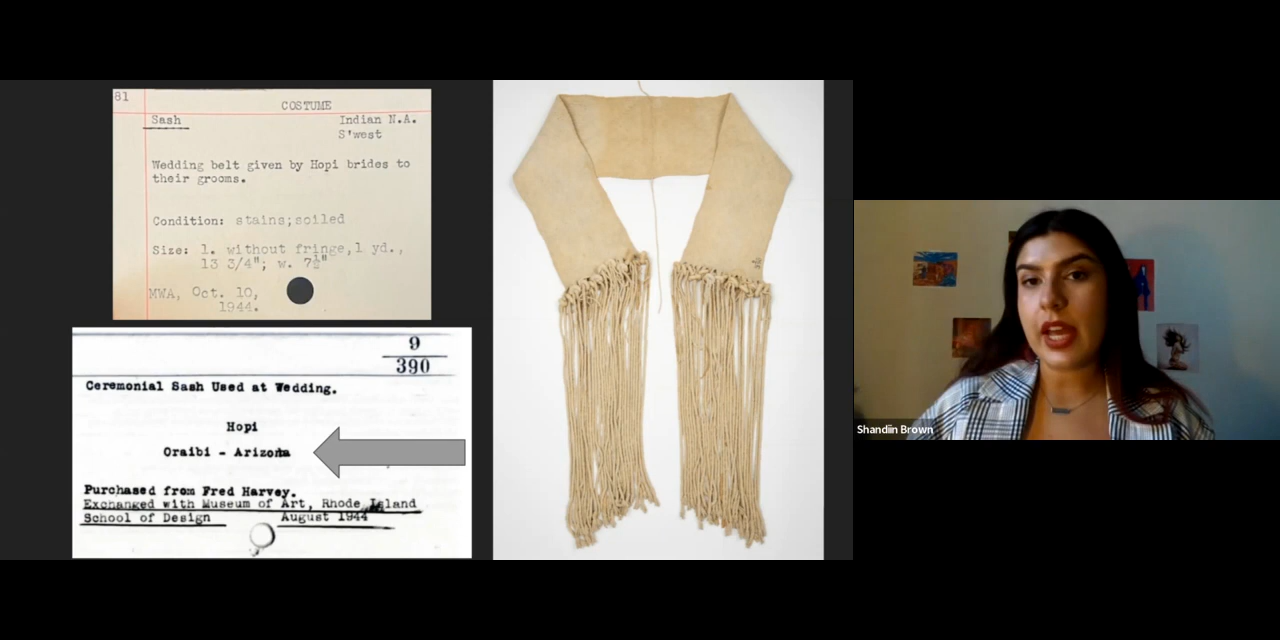 81
COSTUME
Sash
Indian N.A.
S'west
Wedding belt given by Hopi brides to
their grooms.
Condition: stains;soiled
Size: l. without fringe,1 yd.,
13 3/4"; w. 7½"
MWA, Oct. 10,
1944.
9
390
Ceremonial Sash Used at Wedding.
Hopi
Oraibi - Arizona
Purchased from Fred Harvey.
Exchanged with Museum of Art, Rhode Island
School of Design August 1944
Shandiin Brown